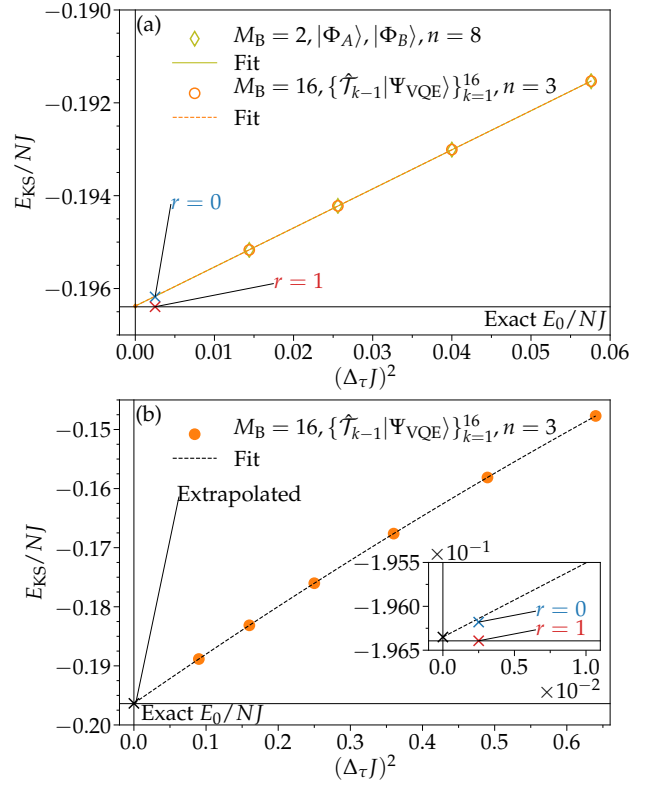 (a)
M_B = 2, |Φ_A⟩, |Φ_B⟩, n = 8
Fit
M_B = 16, {𝒯̂_{k−1}|Ψ_VQE⟩}^{16}_{k=1}, n = 3
Fit
−0.190
−0.192
−0.194
−0.196
E_KS/NJ
r = 0
r = 1
Exact E_0/NJ
0.00 0.01 0.02 0.03 0.04 0.05 0.06
(Δ_τ J)^2
(b)
M_B = 16, {𝒯̂_{k−1}|Ψ_VQE⟩}^{16}_{k=1}, n = 3
Fit
Extrapolated
−0.15
−0.16
−0.17
−0.18
−0.19
−0.20
E_KS/NJ
×10^{−1}
−1.955
−1.960
−1.965
r = 0
r = 1
0.0 0.5 1.0
×10^{−2}
Exact E_0/NJ
0.0 0.1 0.2 0.3 0.4 0.5 0.6
(Δ_τ J)^2